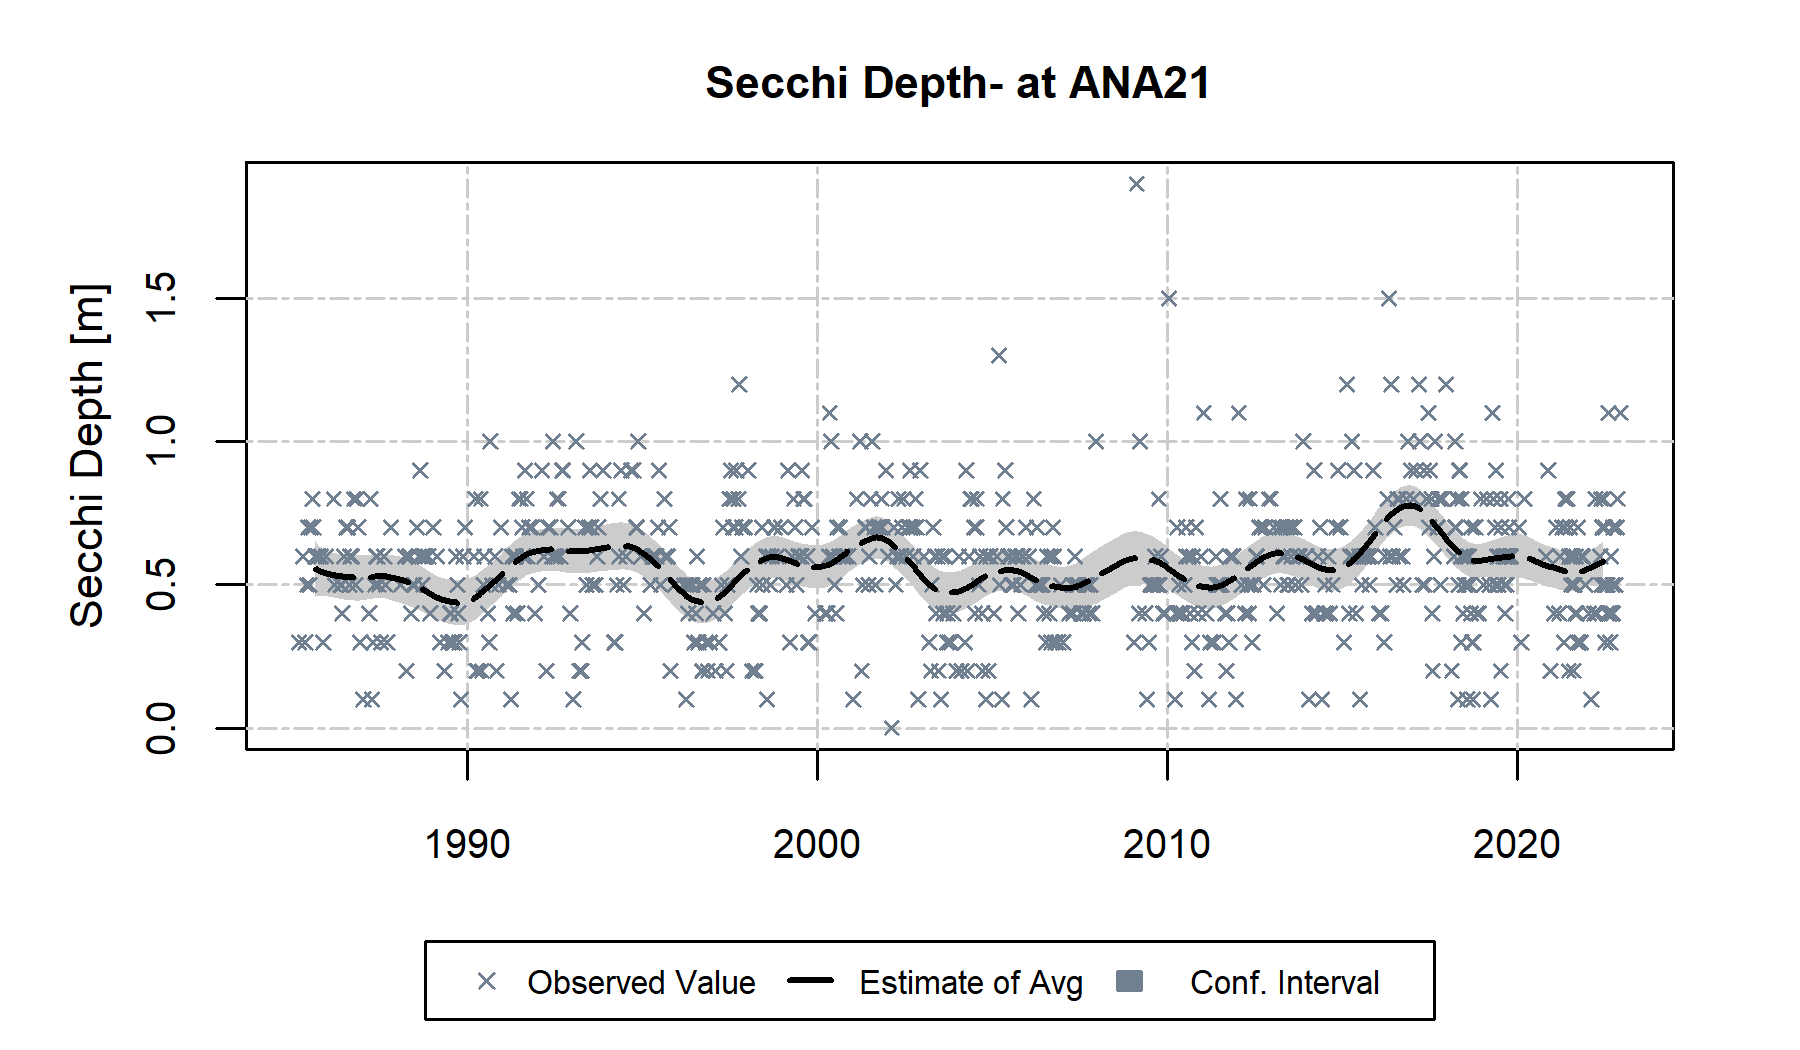 Secchi Depth- at ANA21
Secchi Depth [m]
1.5
1.0
0.5
0.0
1990 2000 2010 2020
Observed Value Estimate of Avg Conf. Interval